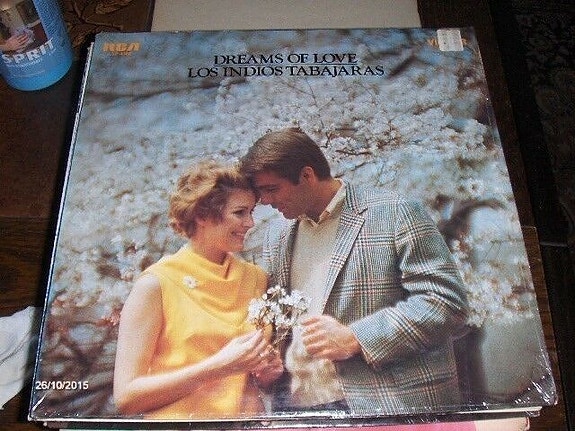 SPRIT
RCA
DREAMS OF LOVE
LOS INDIOS TABAJARAS
26/10/2015